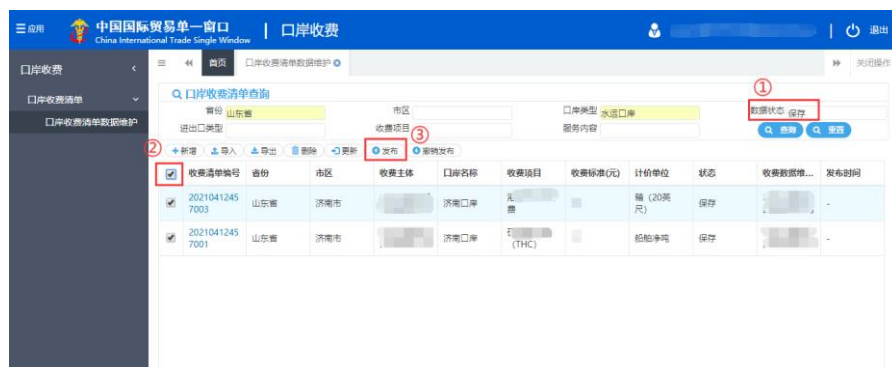 应用
中国国际贸易单一窗口
China International Trade Single Window
口岸收费
退出
口岸收费
首页
口岸收费清单数据维护
关闭操作
口岸收费清单
口岸收费清单数据维护
口岸收费清单查询
①
省份 山东省
市区
口岸类型 水运口岸
数据状态 保存
进出口类型
收费项目
服务内容
查询
重置
②
③
新增
导入
导出
删除
更新
发布
撤销发布
收费清单编号 省份 市区 收费主体 口岸名称 收费项目 收费标准(元) 计价单位 状态 收费数据维... 发布时间
2021041245
7003
山东省 济南市 济南口岸
费
箱（20英
尺）
保存 -
2021041245
7001
山东省 济南市 济南口岸
(THC)
船舶净吨 保存 -